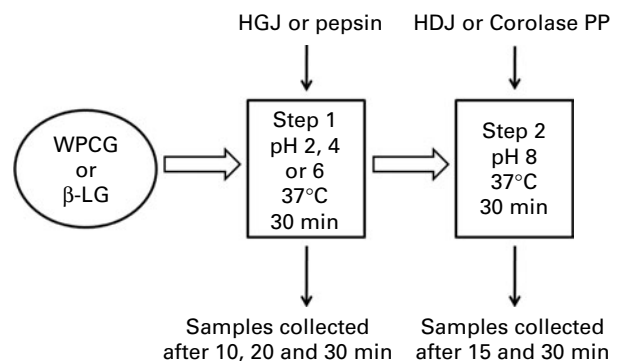 HGJ or pepsin
HDJ or Corolase PP
WPCG
or
β-LG
Step 1
pH 2, 4
or 6
37°C
30 min
Step 2
pH 8
37°C
30 min
Samples collected
after 10, 20 and 30 min
Samples collected
after 15 and 30 min